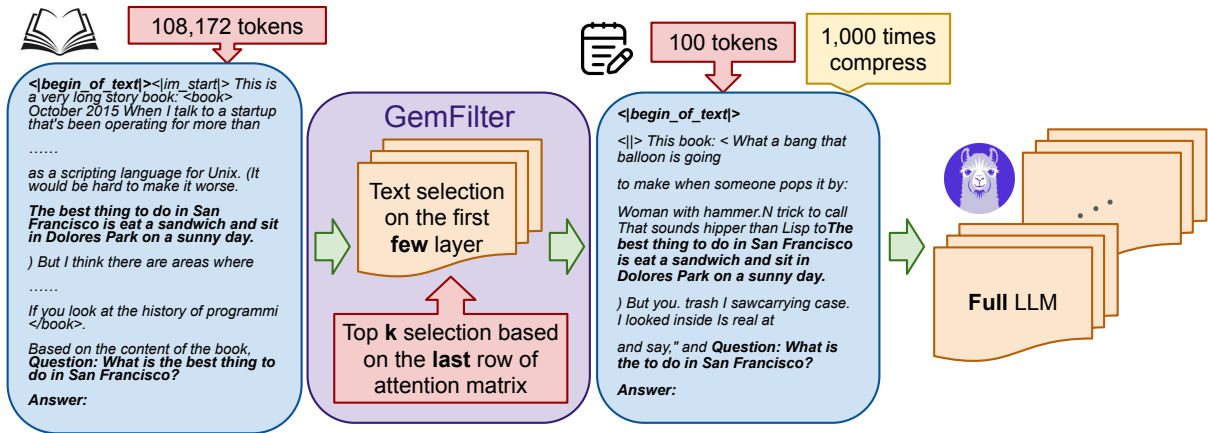 108,172 tokens
<|begin_of_text|><|im_start|> This is
a very long story book: <book>
October 2015 When I talk to a startup
that's been operating for more than
......
as a scripting language for Unix. (It
would be hard to make it worse.
The best thing to do in San
Francisco is eat a sandwich and sit
in Dolores Park on a sunny day.
) But I think there are areas where
......
If you look at the history of programmi
</book>.
Based on the content of the book,
Question: What is the best thing to
do in San Francisco?
Answer:
GemFilter
Text selection
on the first
few layer
Top k selection based
on the last row of
attention matrix
100 tokens
1,000 times
compress
<|begin_of_text|>
<||> This book: < What a bang that
balloon is going
to make when someone pops it by:
Woman with hammer.N trick to call
That sounds hipper than Lisp toThe
best thing to do in San Francisco
is eat a sandwich and sit in
Dolores Park on a sunny day.
) But you. trash I sawcarrying case.
I looked inside Is real at
and say," and Question: What is
the to do in San Francisco?
Answer:
...
Full LLM